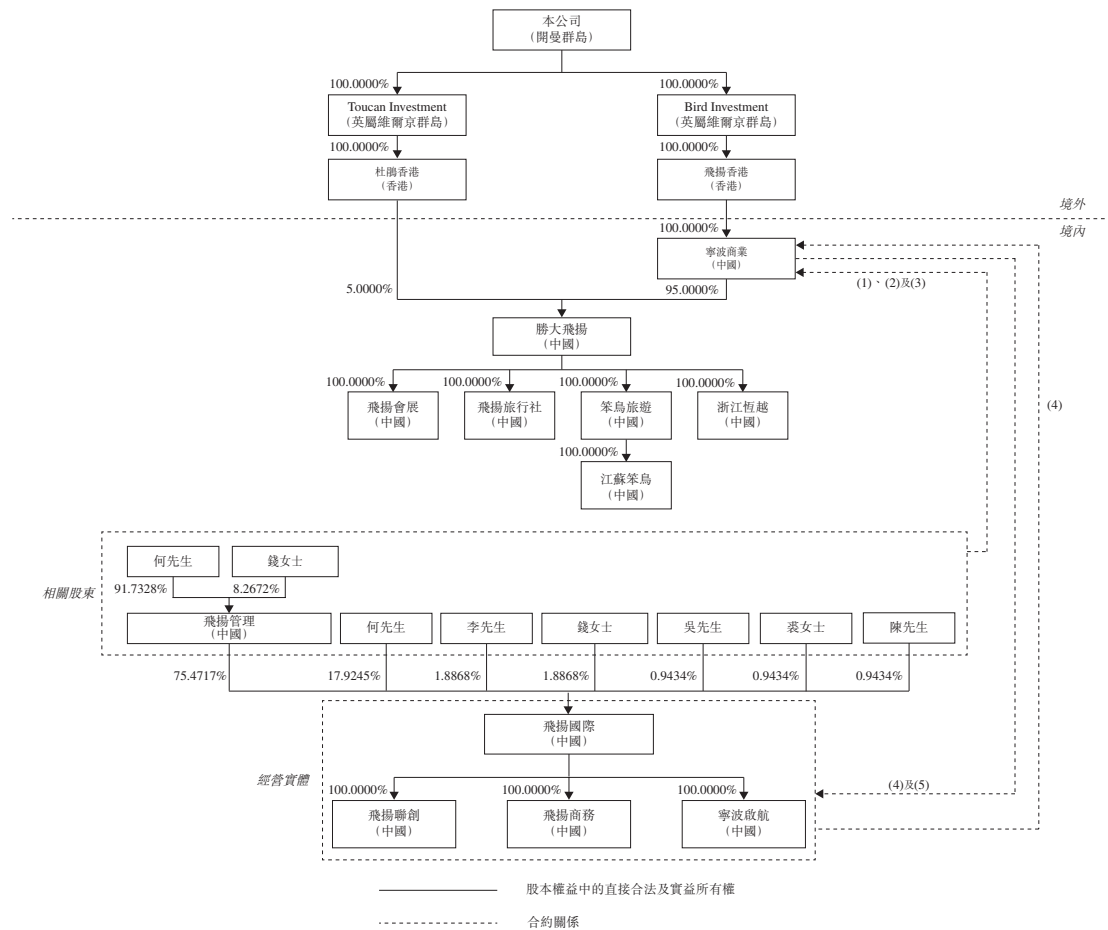 本公司
(開曼群島)
100.0000%
100.0000%
Toucan Investment
(英屬維爾京群島)
Bird Investment
(英屬維爾京群島)
100.0000%
100.0000%
杜鵑香港
(香港)
飛揚香港
(香港)
境外
境內
100.0000%
寧波商業
(中國)
(1)、(2)及(3)
5.0000%
95.0000%
勝大飛揚
(中國)
100.0000%
100.0000%
100.0000%
100.0000%
飛揚會展
(中國)
飛揚旅行社
(中國)
笨鳥旅遊
(中國)
浙江恆越
(中國)
(4)
100.0000%
江蘇笨鳥
(中國)
何先生
錢女士
91.7328%
8.2672%
相關股東
飛揚管理
(中國)
何先生
李先生
錢女士
吳先生
裘女士
陳先生
75.4717%
17.9245%
1.8868%
1.8868%
0.9434%
0.9434%
0.9434%
飛揚國際
(中國)
經營實體
100.0000%
100.0000%
100.0000%
(4)及(5)
飛揚聯創
(中國)
飛揚商務
(中國)
寧波啟航
(中國)
股本權益中的直接合法及實益所有權
合約關係